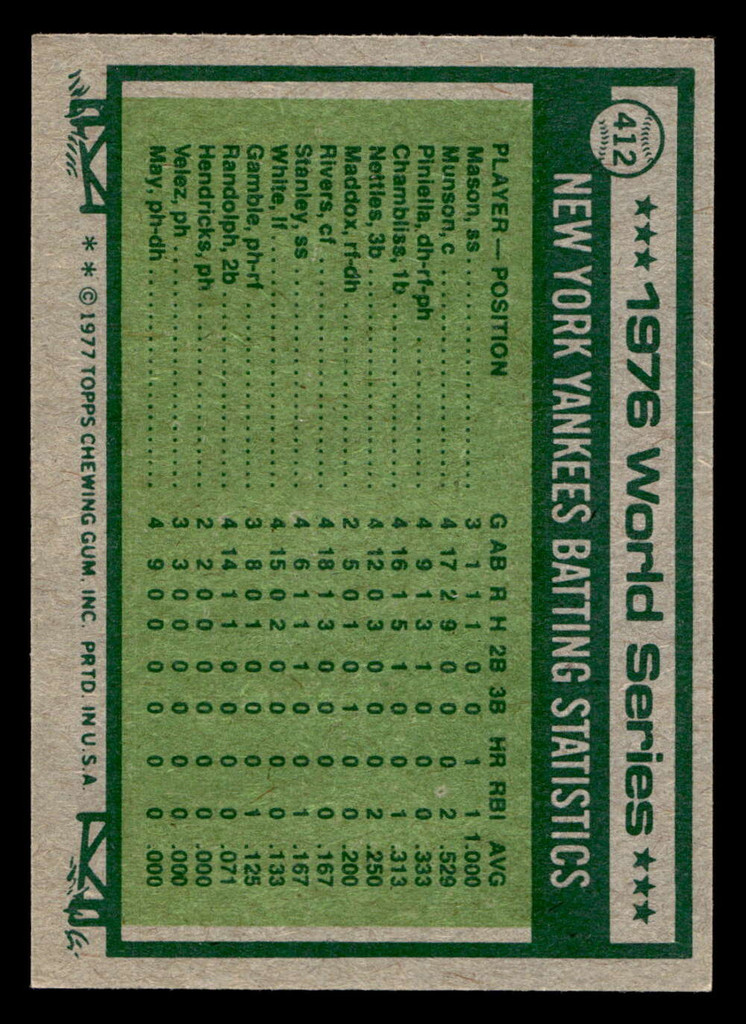 412
★★★ 1976 World Series ★★★
NEW YORK YANKEES BATTING STATISTICS
PLAYER — POSITION G AB R H 2B 3B HR RBI AVG
Mason, ss 3 1 1 1 0 0 1 1 1.000
Munson, c 4 17 2 9 0 0 0 2 .529
Piniella, dh-rf-ph 4 9 1 3 1 0 0 0 .333
Chambliss, 1b 4 16 1 5 1 0 0 1 .313
Nettles, 3b 4 12 0 3 0 0 0 2 .250
Maddox, rf-dh 2 5 0 1 0 1 0 0 .200
Rivers, cf 4 18 1 3 0 0 0 0 .167
Stanley, ss 4 6 1 1 1 0 0 1 .167
White, lf 4 15 0 2 0 0 0 0 .133
Gamble, ph-rf 3 8 0 1 0 0 0 1 .125
Randolph, 2b 4 14 1 1 0 0 0 0 .071
Hendricks, ph 2 2 0 0 0 0 0 0 .000
Velez, ph 3 3 0 0 0 0 0 0 .000
May, ph-dh 4 9 0 0 0 0 0 0 .000
* * © 1977 TOPPS CHEWING GUM, INC. PRTD. IN U.S.A.